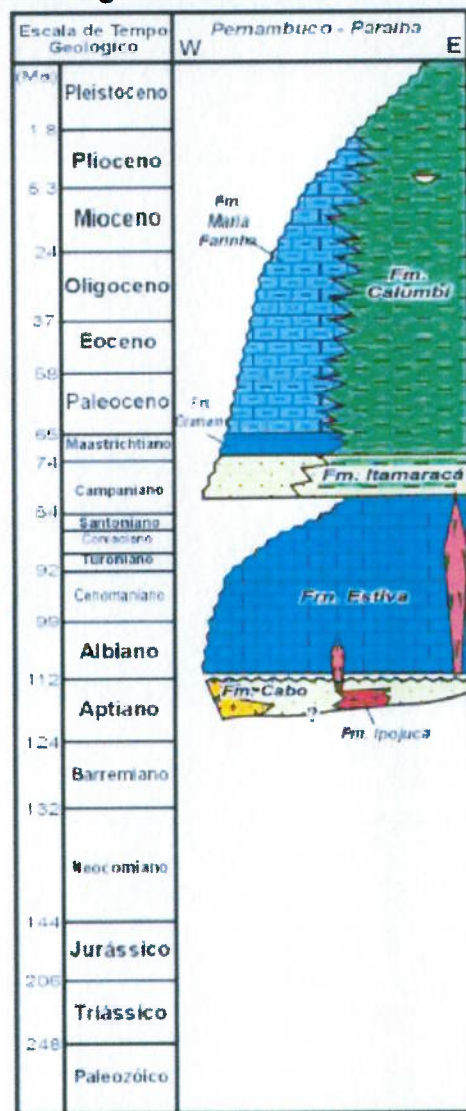 Escala de Tempo
Geológico
Pernambuco - Paraíba
W
E
(Ma)
Pleistoceno
1.8
Plioceno
5.3
Mioceno
24
Oligoceno
37
Eoceno
58
Paleoceno
65
Maastrichtiano
74
Campaniano
84
Santoniano
Coniaciano
Turoniano
92
Cenomaniano
99
Albiano
112
Aptiano
124
Barremiano
132
Neocomiano
144
Jurássico
206
Triássico
248
Paleozóico
Fm.
Maria
Farinha
Fm.
Calumbi
Fm.
Gramame
Fm. Itamaracá
Fm. Estiva
Fm. Cabo
?
Fm. Ipojuca